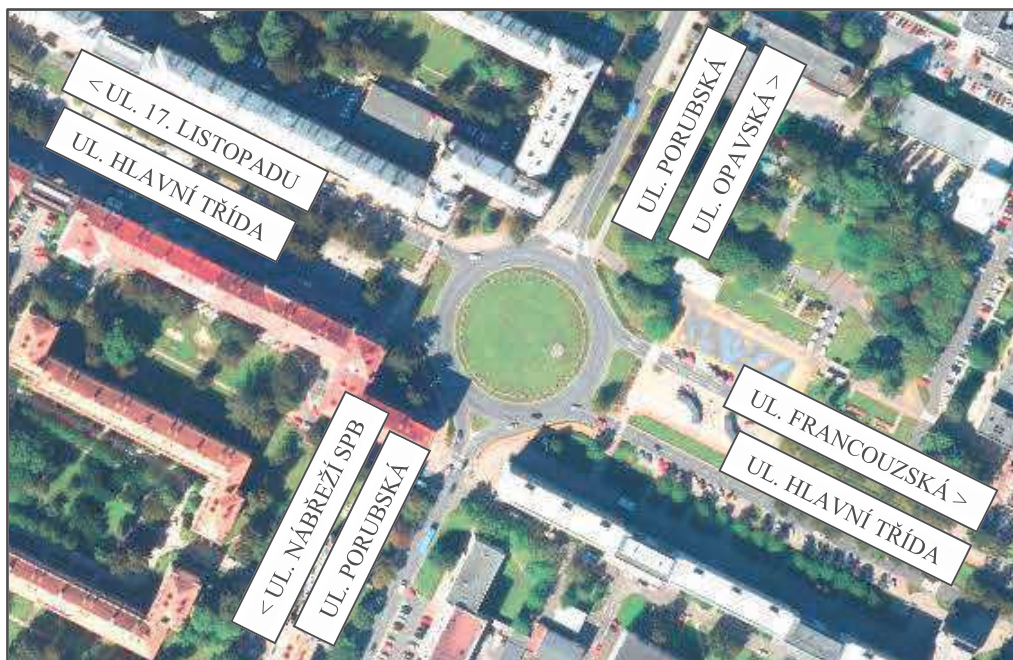 < UL. 17. LISTOPADU
UL. HLAVNÍ TŘÍDA
UL. PORUBSKÁ
UL. OPAVSKÁ >
UL. FRANCOUZSKÁ >
UL. HLAVNÍ TŘÍDA
< UL. NÁBŘEŽÍ SPB
UL. PORUBSKÁ